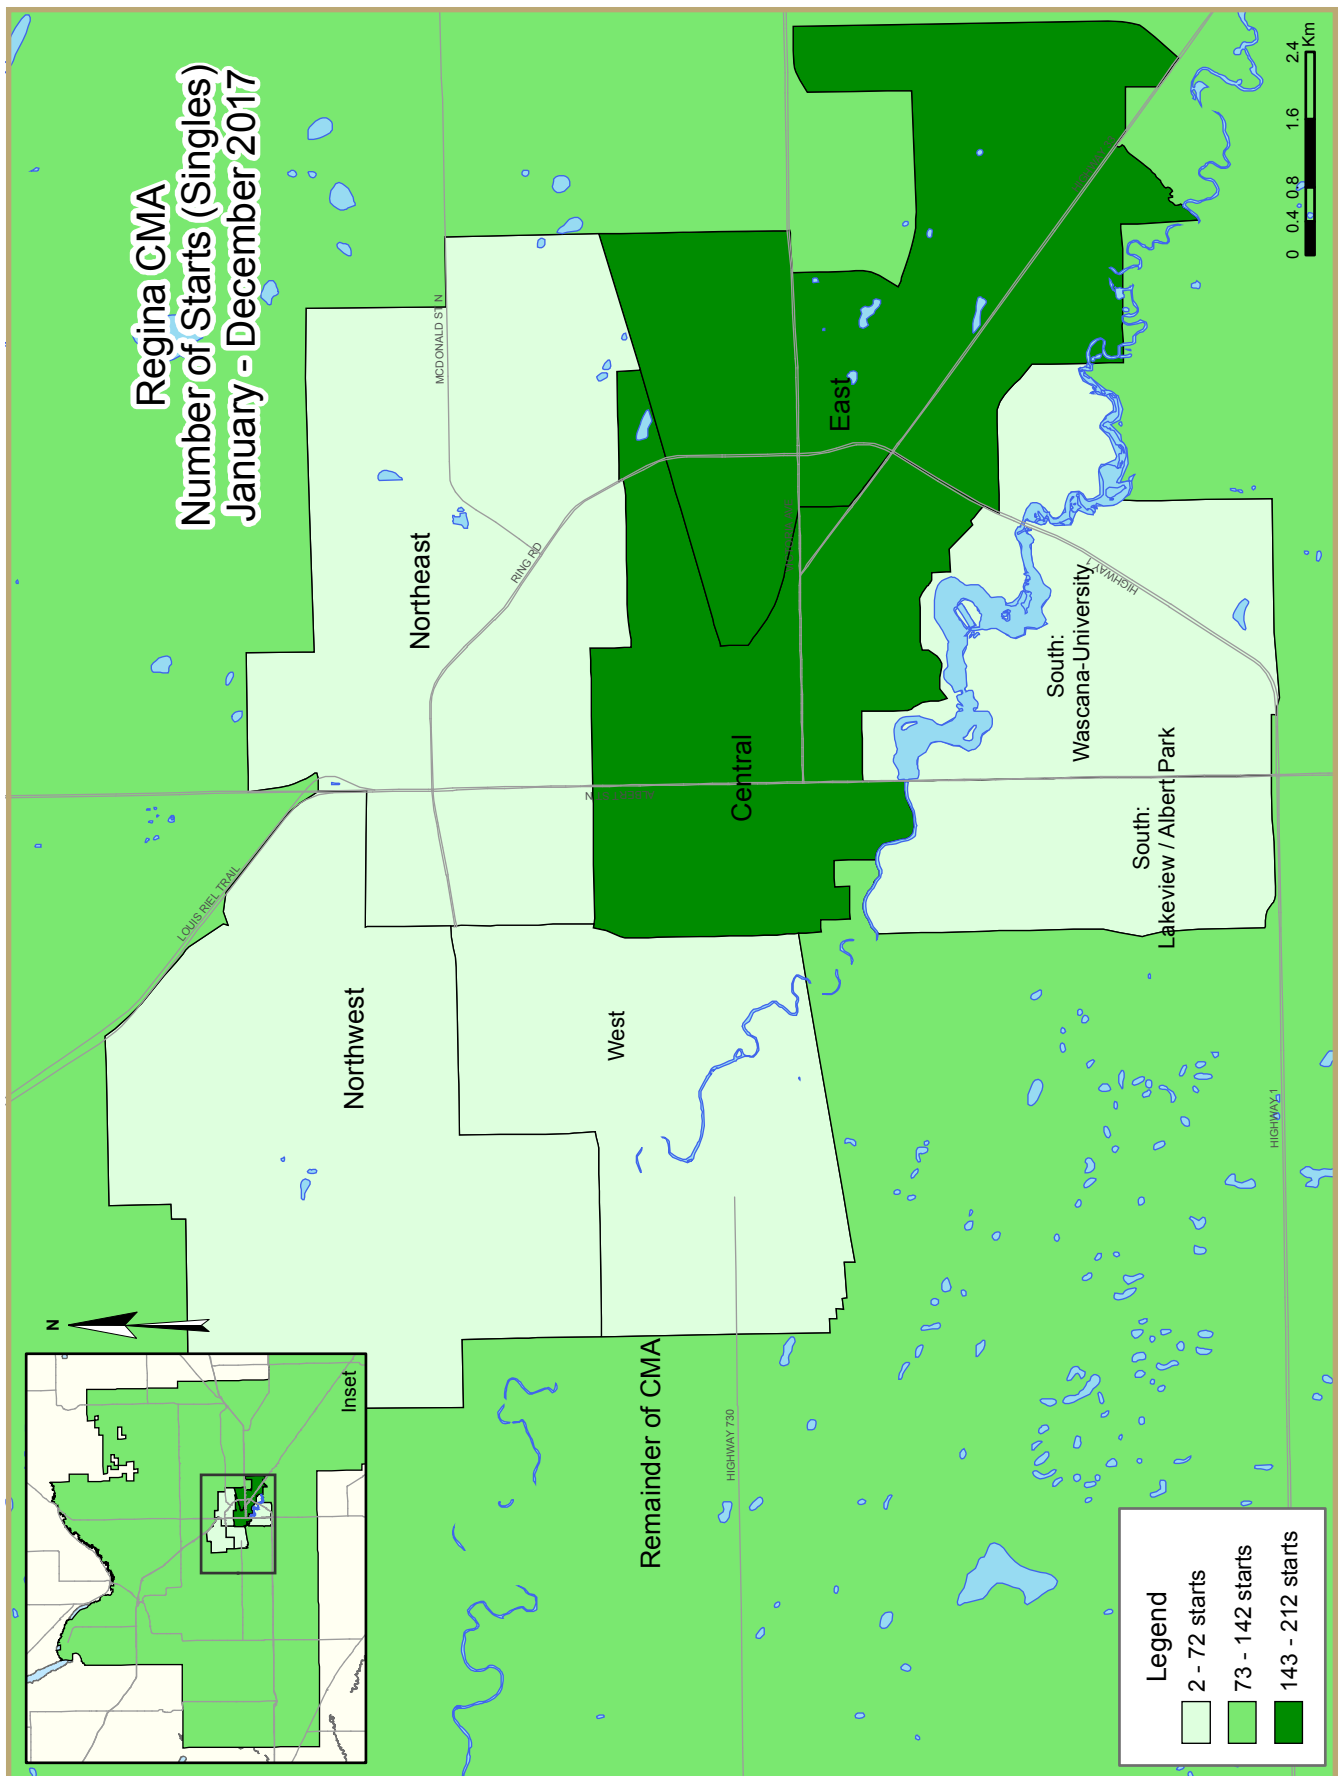 Regina CMA
Number of Starts (Singles)
January - December 2017
Inset
N
LOUIS RIEL TRAIL
MCDONALD ST N
RING RD
Northwest
Northeast
West
Central
East
Remainder of CMA
HIGHWAY 730
South:
Wascana-University
South:
Lakeview / Albert Park
HIGHWAY 1
HIGHWAY 1
Legend
2 - 72 starts
73 - 142 starts
143 - 212 starts
0 0.4 0.8 1.6 2.4
Km